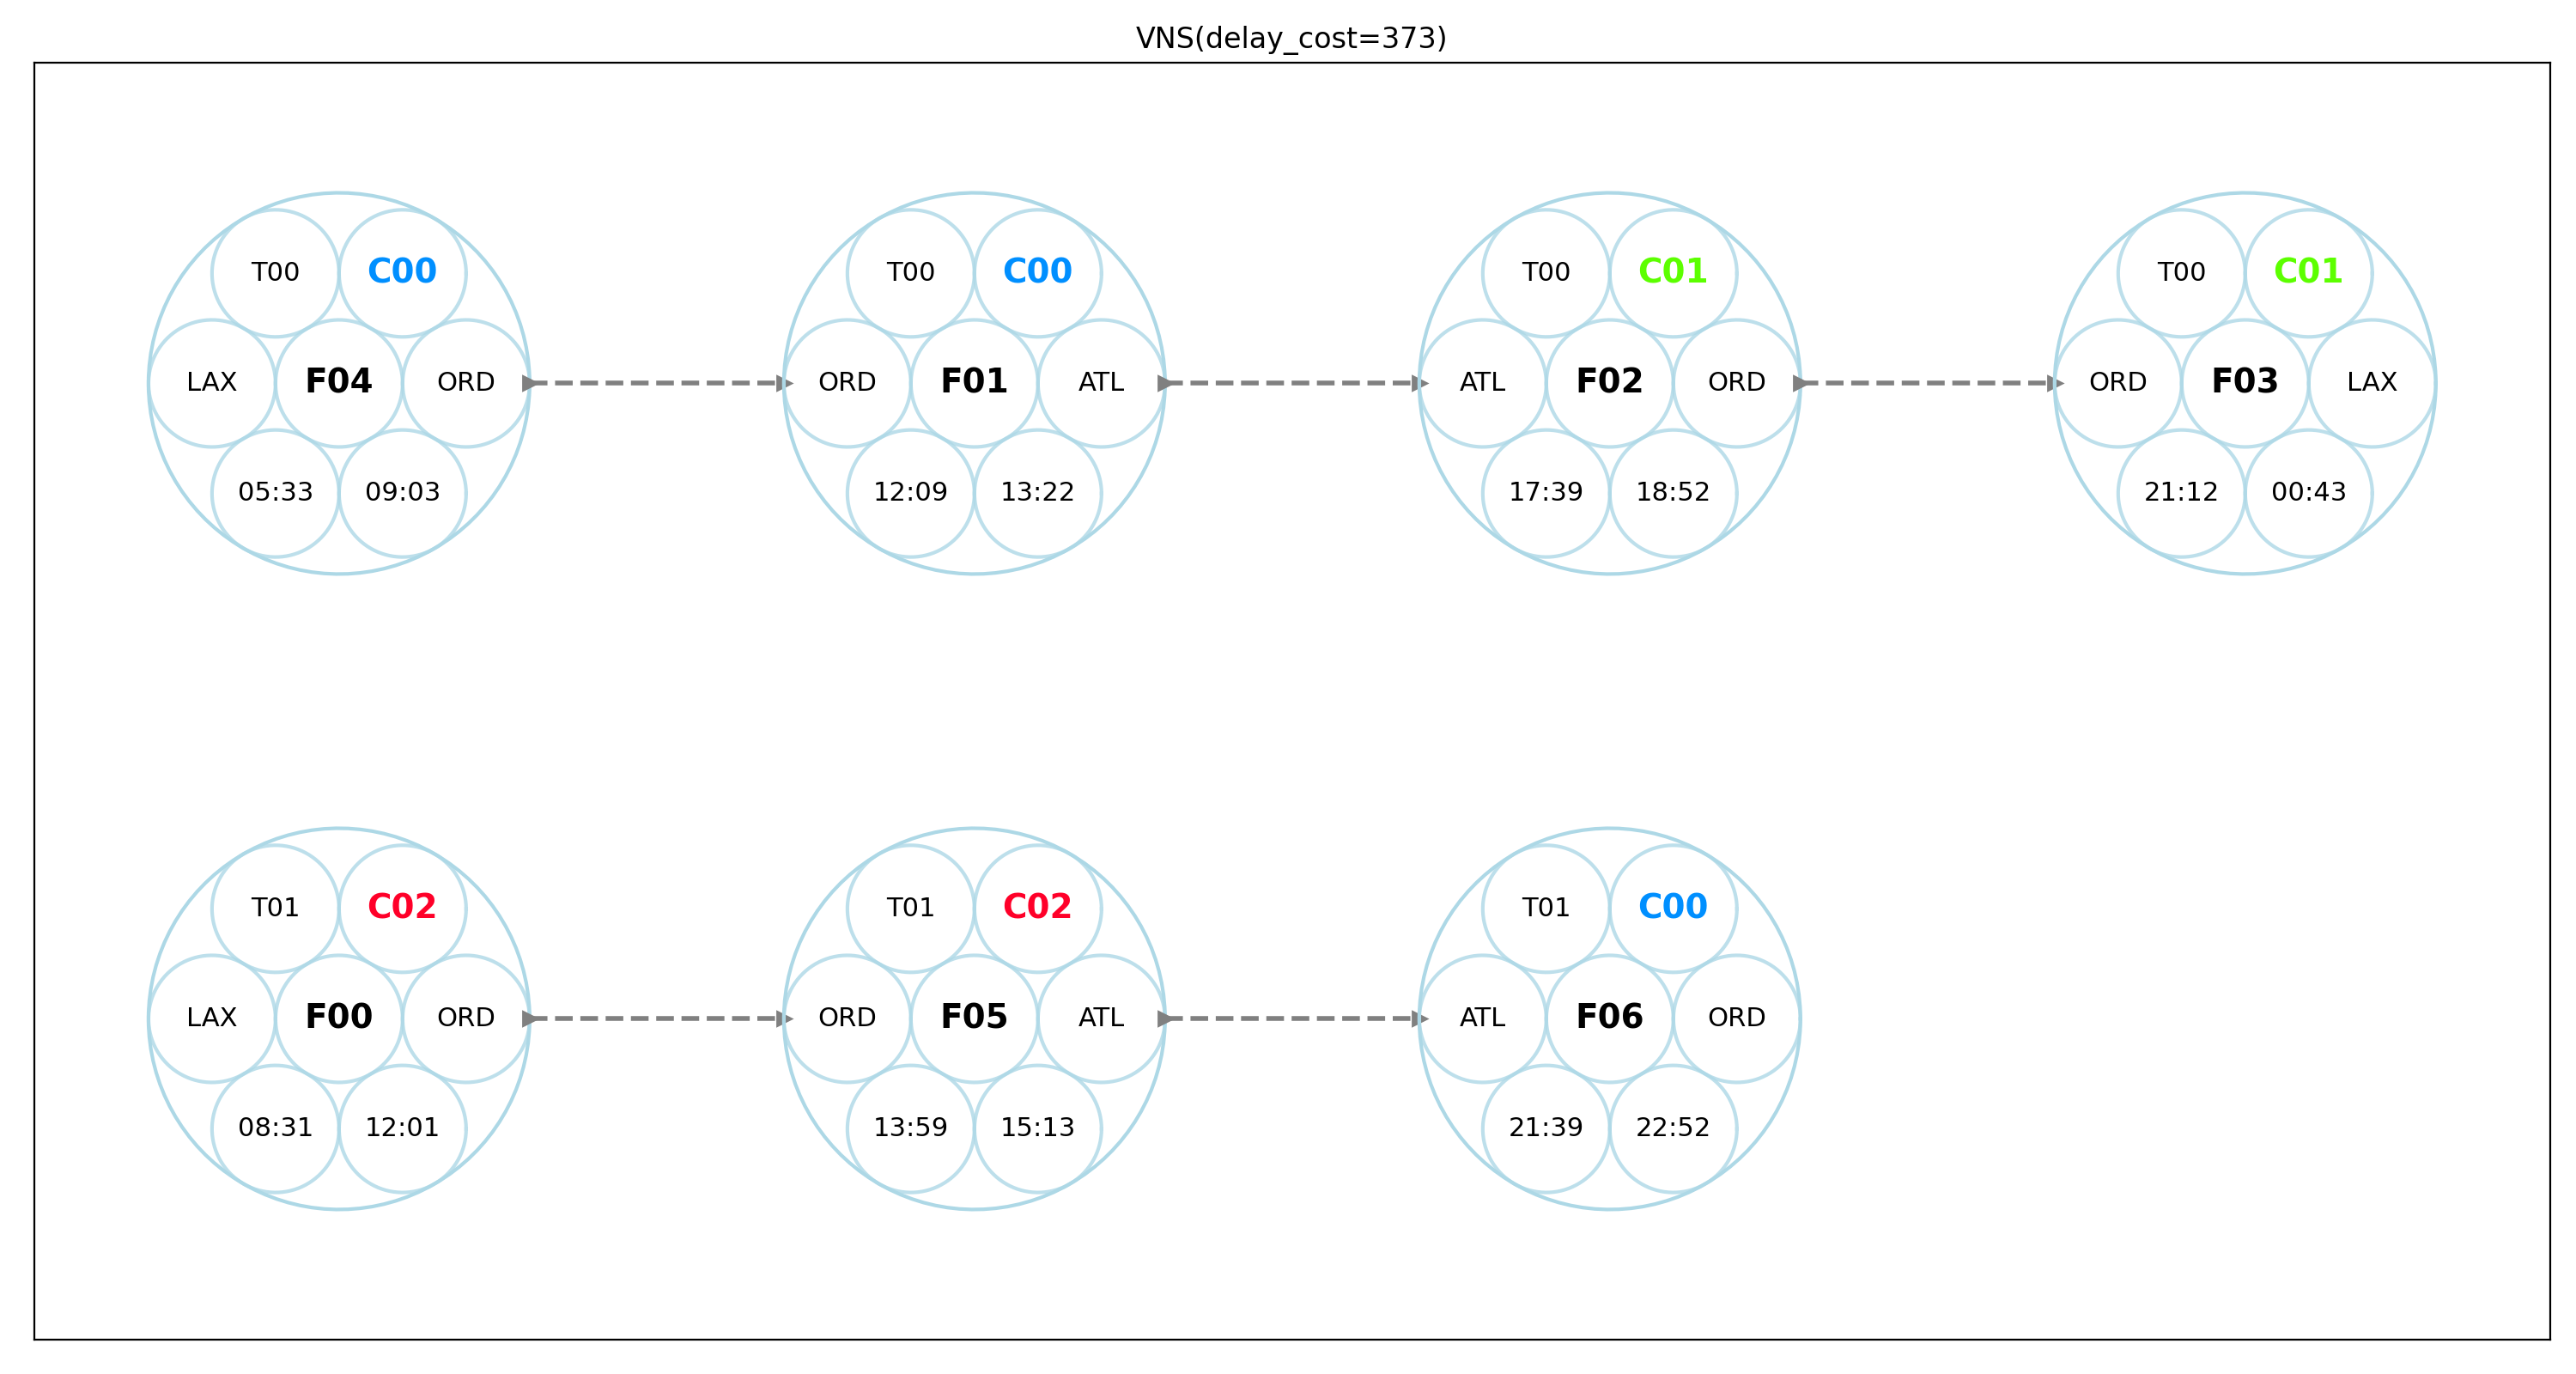 VNS(delay_cost=373)
T00 C00 T00 C00 T00 C01 T00 C01
LAX F04 ORD ORD F01 ATL ATL F02 ORD ORD F03 LAX
05:33 09:03 12:09 13:22 17:39 18:52 21:12 00:43
T01 C02 T01 C02 T01 C00
LAX F00 ORD ORD F05 ATL ATL F06 ORD
08:31 12:01 13:59 15:13 21:39 22:52